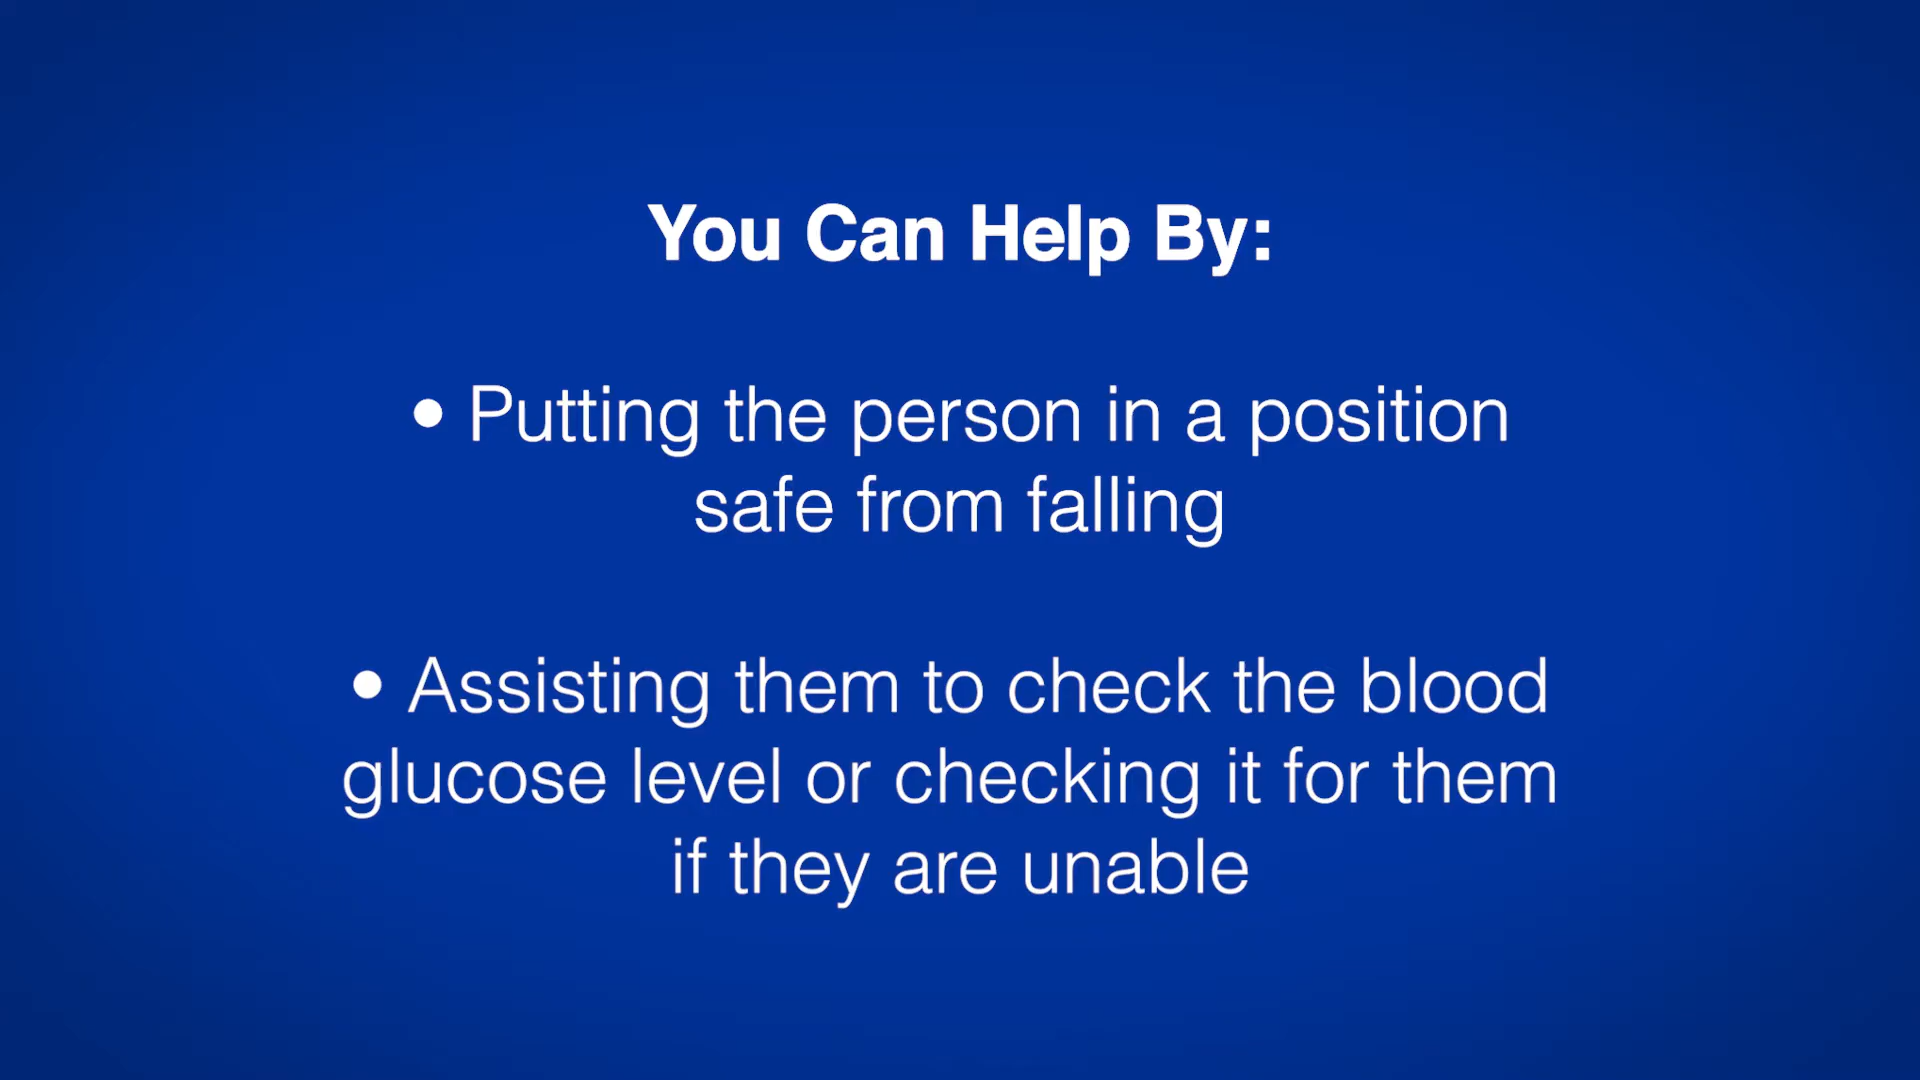 You Can Help By:
• Putting the person in a position
safe from falling
• Assisting them to check the blood
glucose level or checking it for them
if they are unable